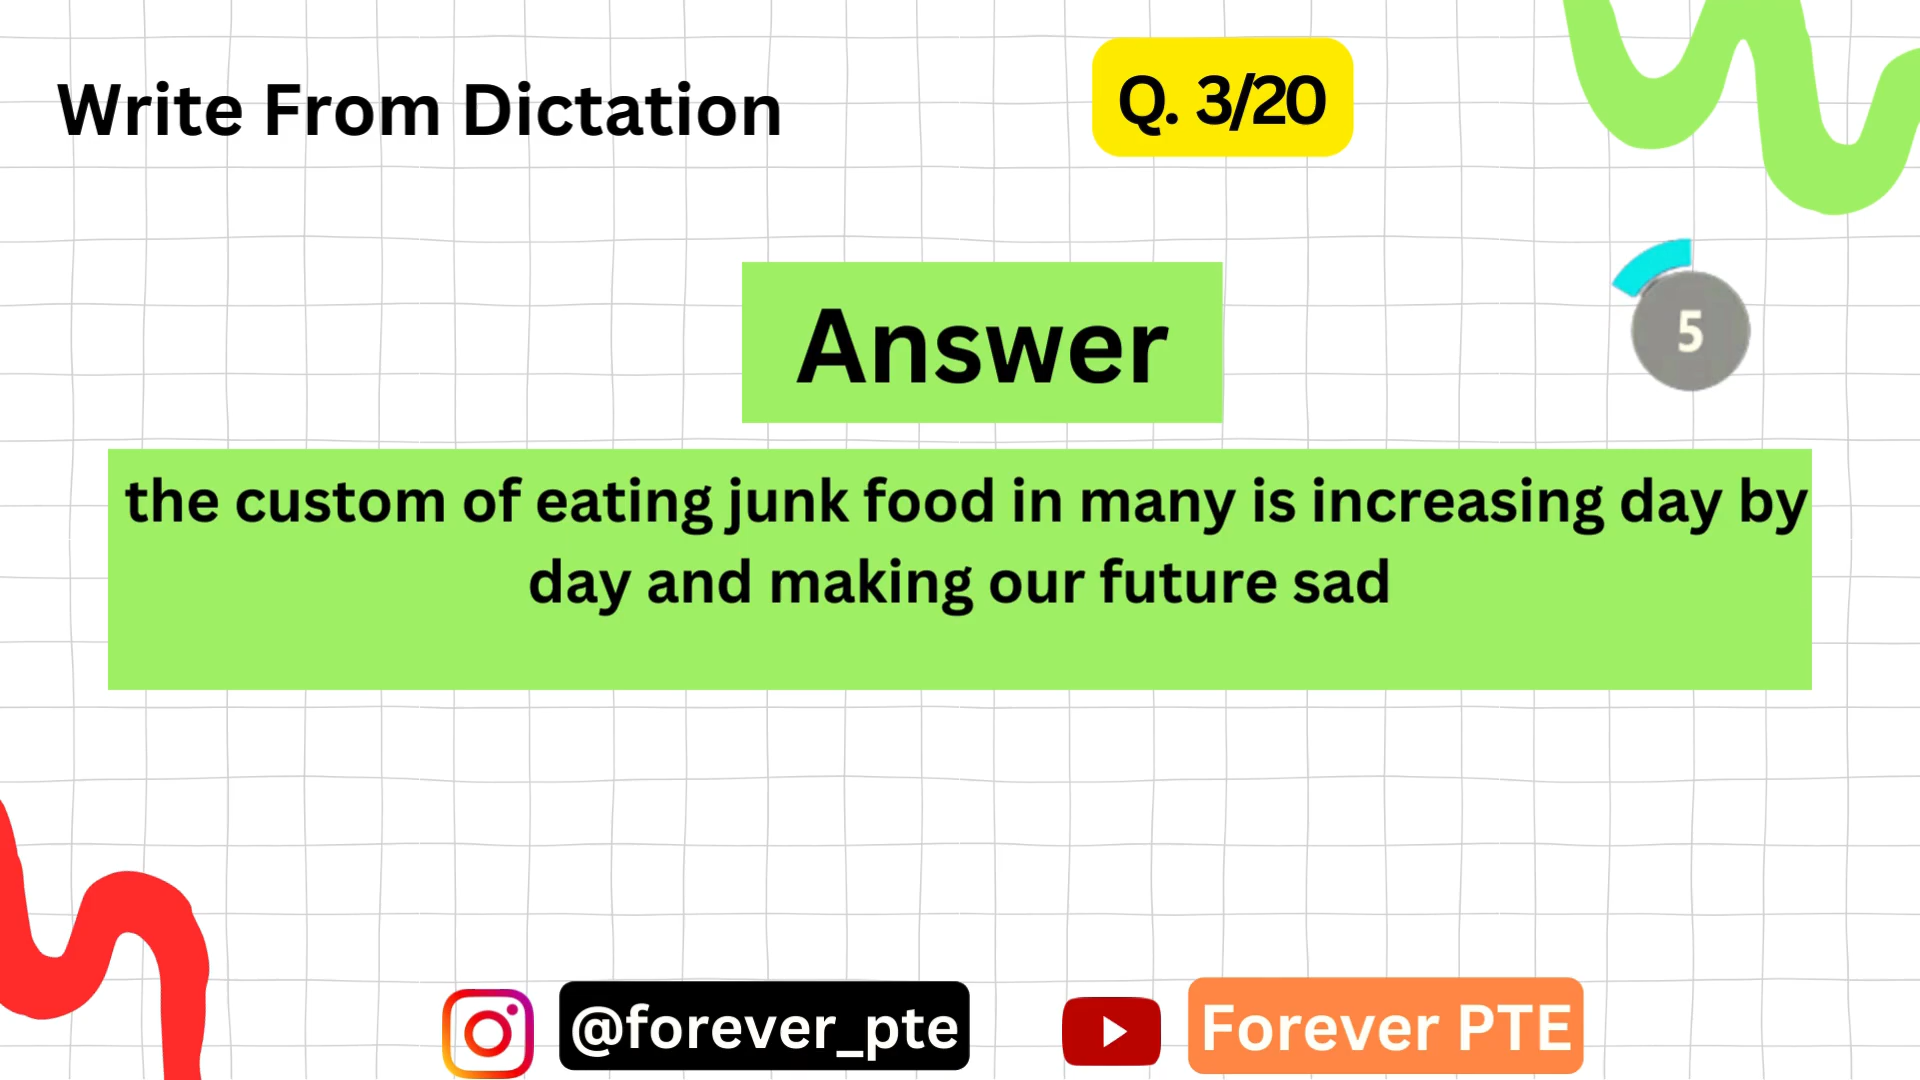 Write From Dictation
Q. 3/20
Answer
5
the custom of eating junk food in many is increasing day by
day and making our future sad
@forever_pte
Forever PTE